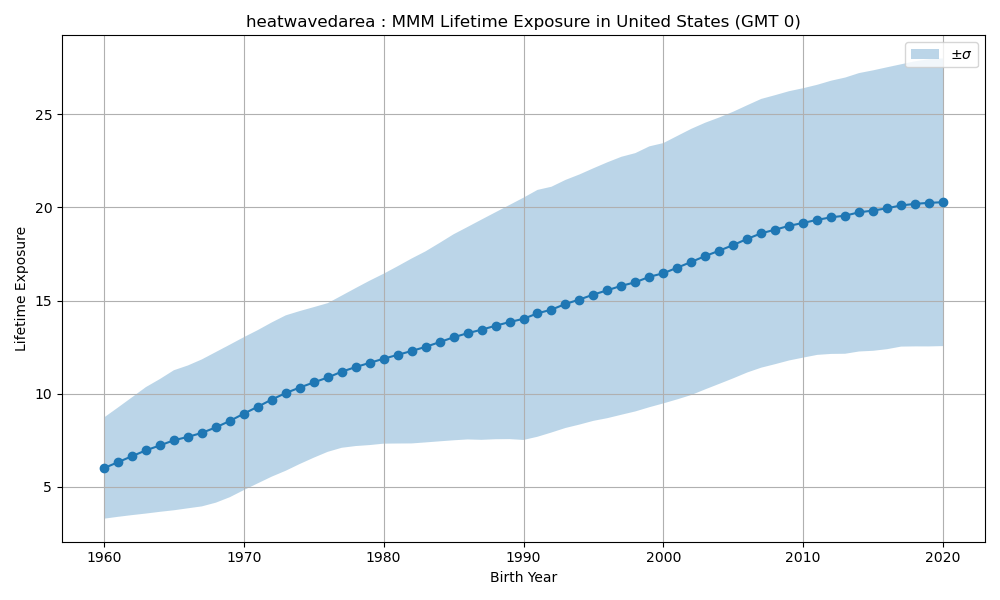 heatwavedarea : MMM Lifetime Exposure in United States (GMT 0)
±σ
Lifetime Exposure
25
20
15
10
5
1960 1970 1980 1990 2000 2010 2020
Birth Year